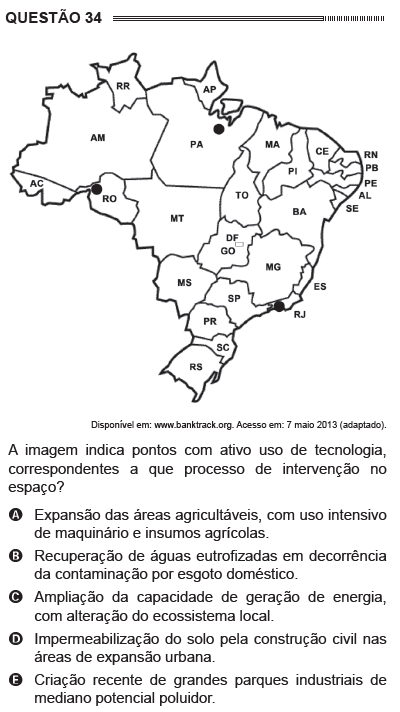 QUESTÃO 34
RR
AP
AM
PA
MA
CE
RN
PB
PI
PE
AL
AC
RO
TO
SE
BA
MT
DF
GO
MG
MS
ES
SP
RJ
PR
SC
RS
Disponível em: www.banktrack.org. Acesso em: 7 maio 2013 (adaptado).
A imagem indica pontos com ativo uso de tecnologia,
correspondentes a que processo de intervenção no
espaço?
A Expansão das áreas agricultáveis, com uso intensivo
de maquinário e insumos agrícolas.
B Recuperação de águas eutrofizadas em decorrência
da contaminação por esgoto doméstico.
C Ampliação da capacidade de geração de energia,
com alteração do ecossistema local.
D Impermeabilização do solo pela construção civil nas
áreas de expansão urbana.
E Criação recente de grandes parques industriais de
mediano potencial poluidor.